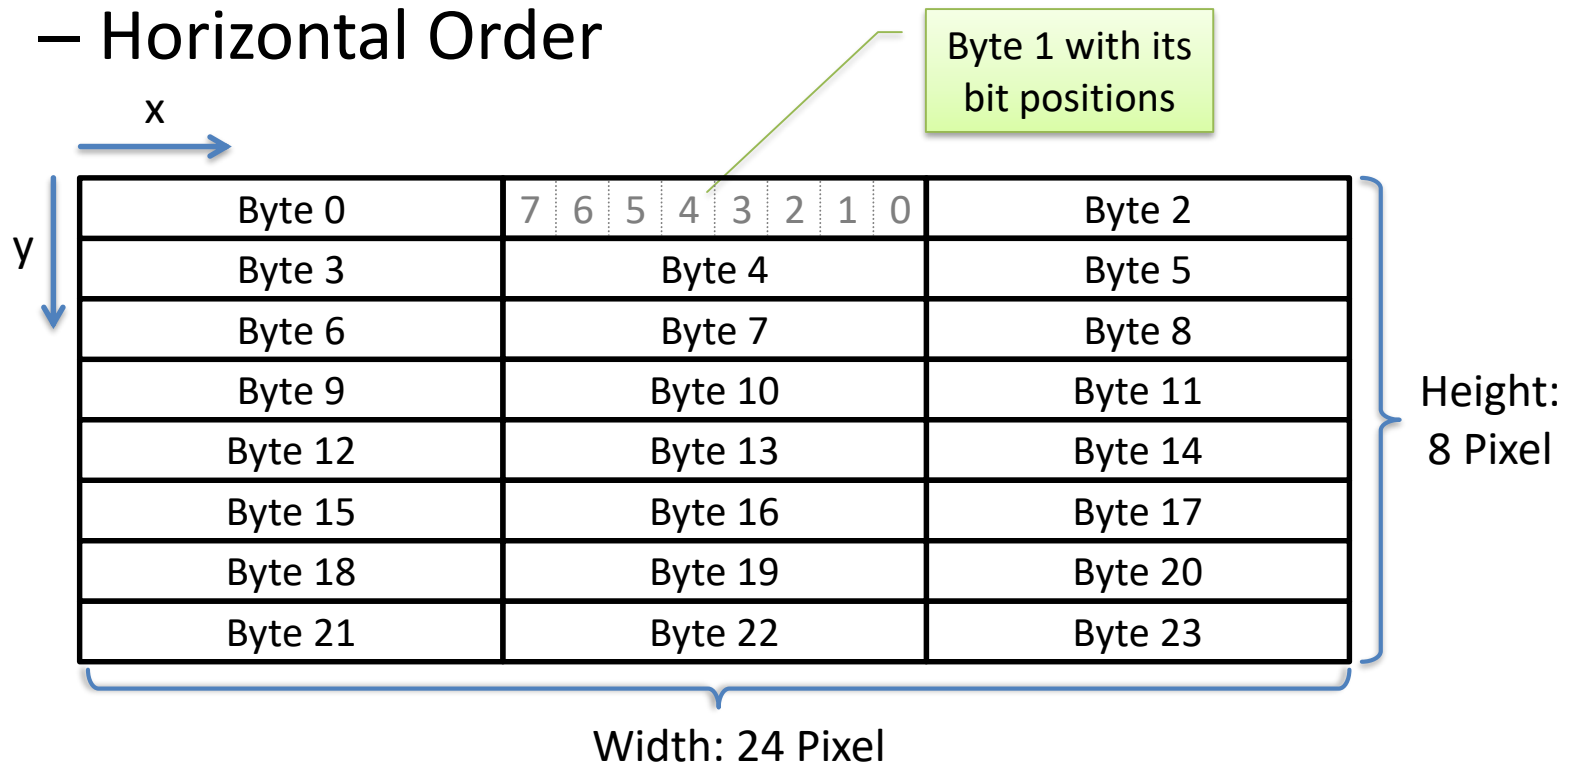 – Horizontal Order
Byte 1 with its
bit positions
x
y
Byte 0 7 6 5 4 3 2 1 0 Byte 2
Byte 3 Byte 4 Byte 5
Byte 6 Byte 7 Byte 8
Byte 9 Byte 10 Byte 11
Byte 12 Byte 13 Byte 14
Byte 15 Byte 16 Byte 17
Byte 18 Byte 19 Byte 20
Byte 21 Byte 22 Byte 23
Height:
8 Pixel
Width: 24 Pixel